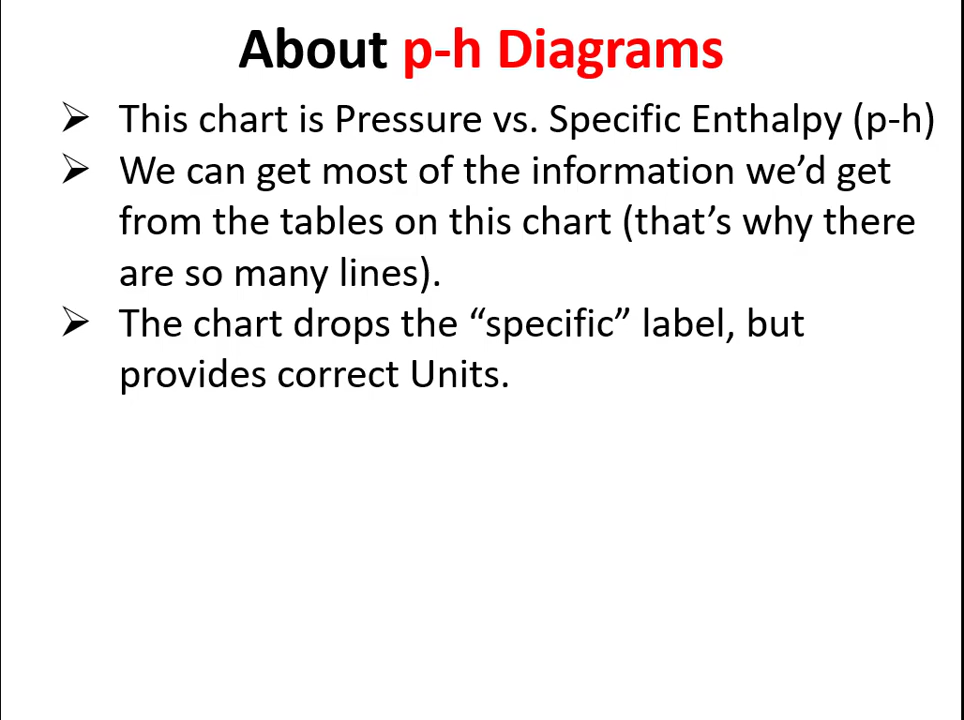 About p-h Diagrams
➢ This chart is Pressure vs. Specific Enthalpy (p-h)
➢ We can get most of the information we’d get
from the tables on this chart (that’s why there
are so many lines).
➢ The chart drops the “specific” label, but
provides correct Units.